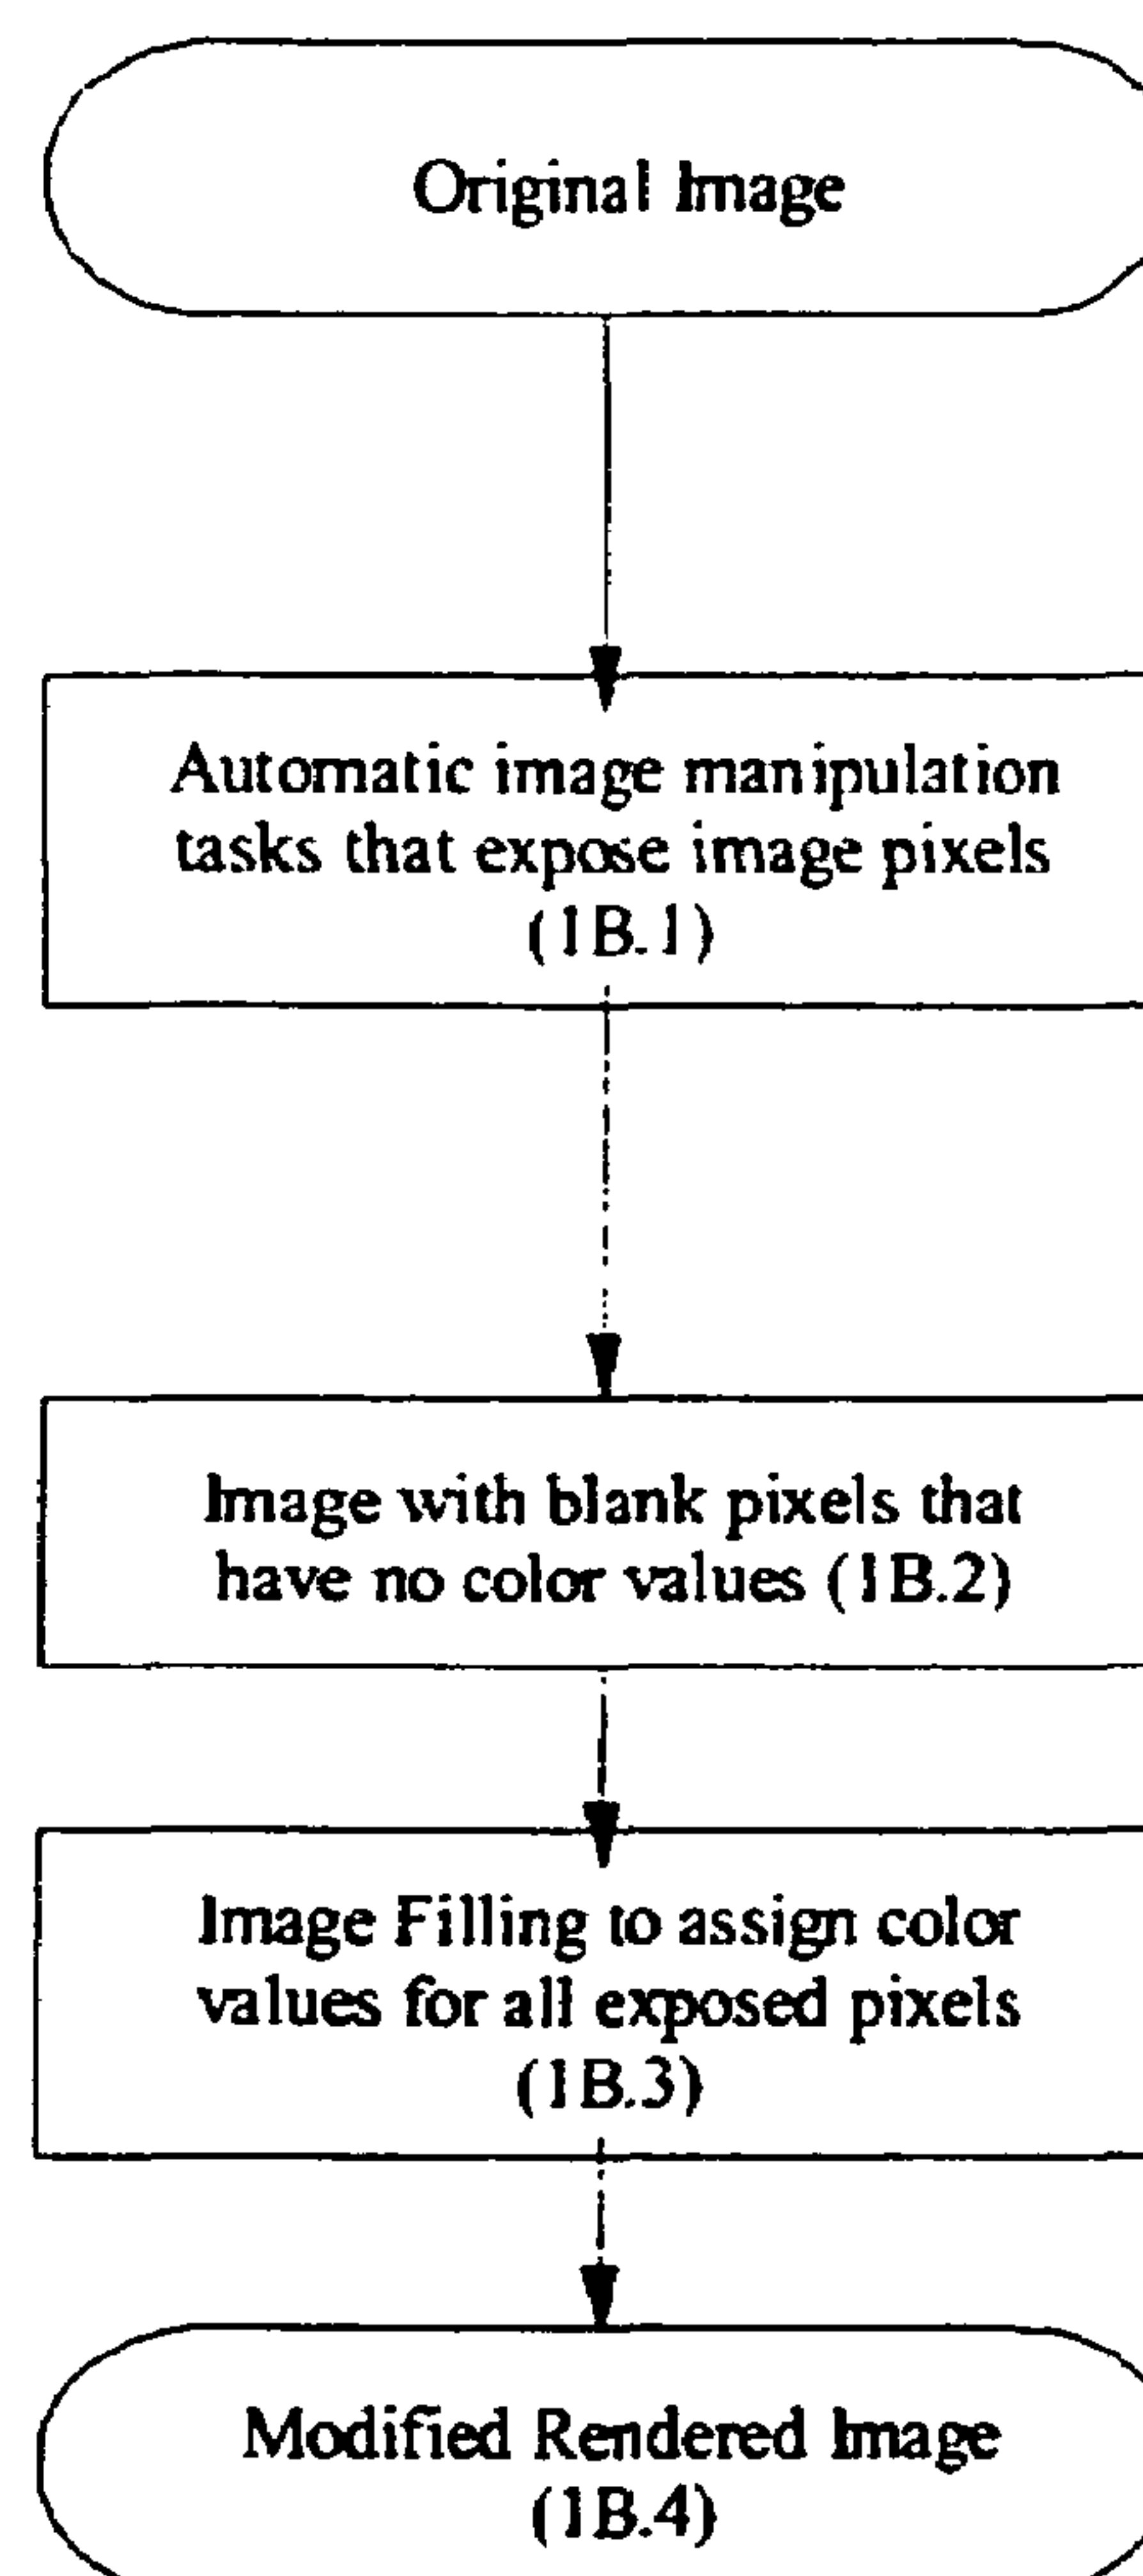 Original Image
Automatic image manipulation
tasks that expose image pixels
(1B.1)
Image with blank pixels that
have no color values (1B.2)
Image Filling to assign color
values for all exposed pixels
(1B.3)
Modified Rendered Image
(1B.4)